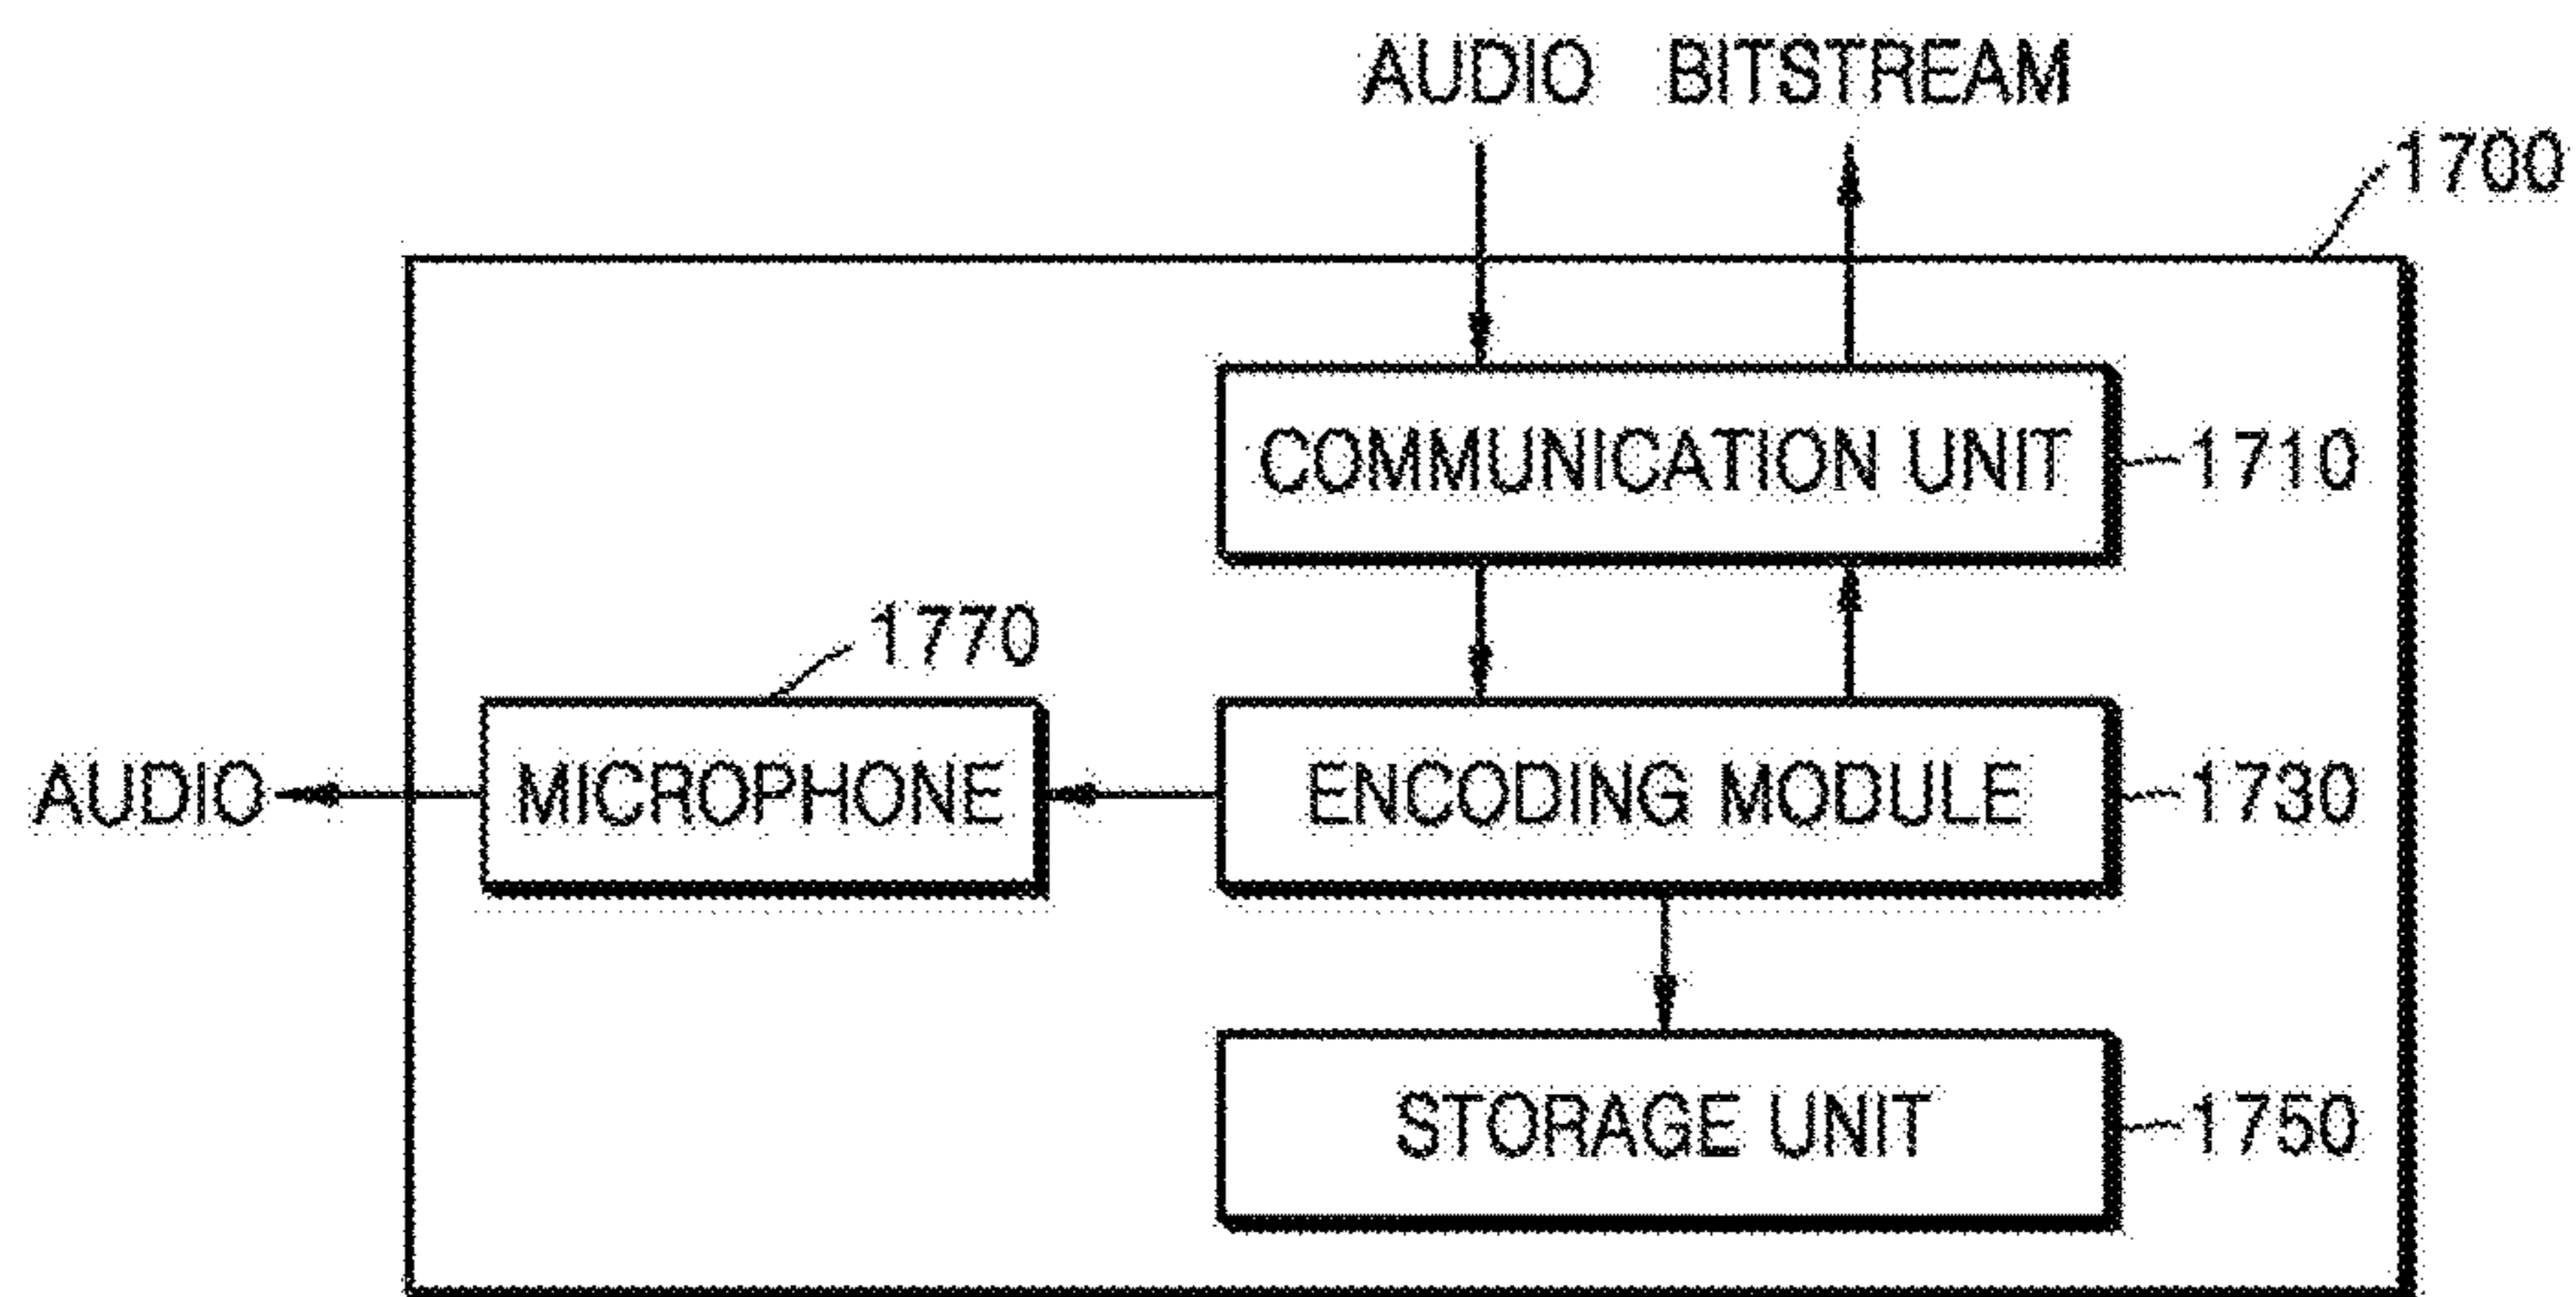 AUDIO BITSTREAM
1700
COMMUNICATION UNIT 1710
1770
AUDIO MICROPHONE ENCODING MODULE 1730
STORAGE UNIT 1750